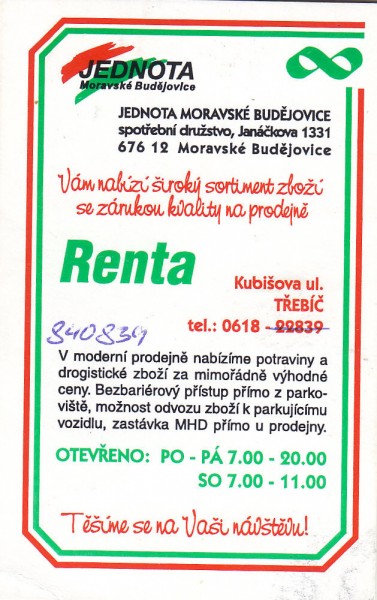 JEDNOTA
Moravské Budějovice
JEDNOTA MORAVSKÉ BUDĚJOVICE
spotřební družstvo, Janáčkova 1331
676 12 Moravské Budějovice
Vám nabízí široký sortiment zboží
se zárukou kvality na prodejně
Renta
Kubišova ul.
TŘEBÍČ
840839
tel.: 0618 - 22839
V moderní prodejně nabízíme potraviny a
drogistické zboží za mimořádně výhodné
ceny. Bezbariérový přístup přímo z parko-
viště, možnost odvozu zboží k parkujícímu
vozidlu, zastávka MHD přímo u prodejny.
OTEVŘENO: PO - PÁ 7.00 - 20.00
SO 7.00 - 11.00
Těšíme se na Vaši návštěvu!